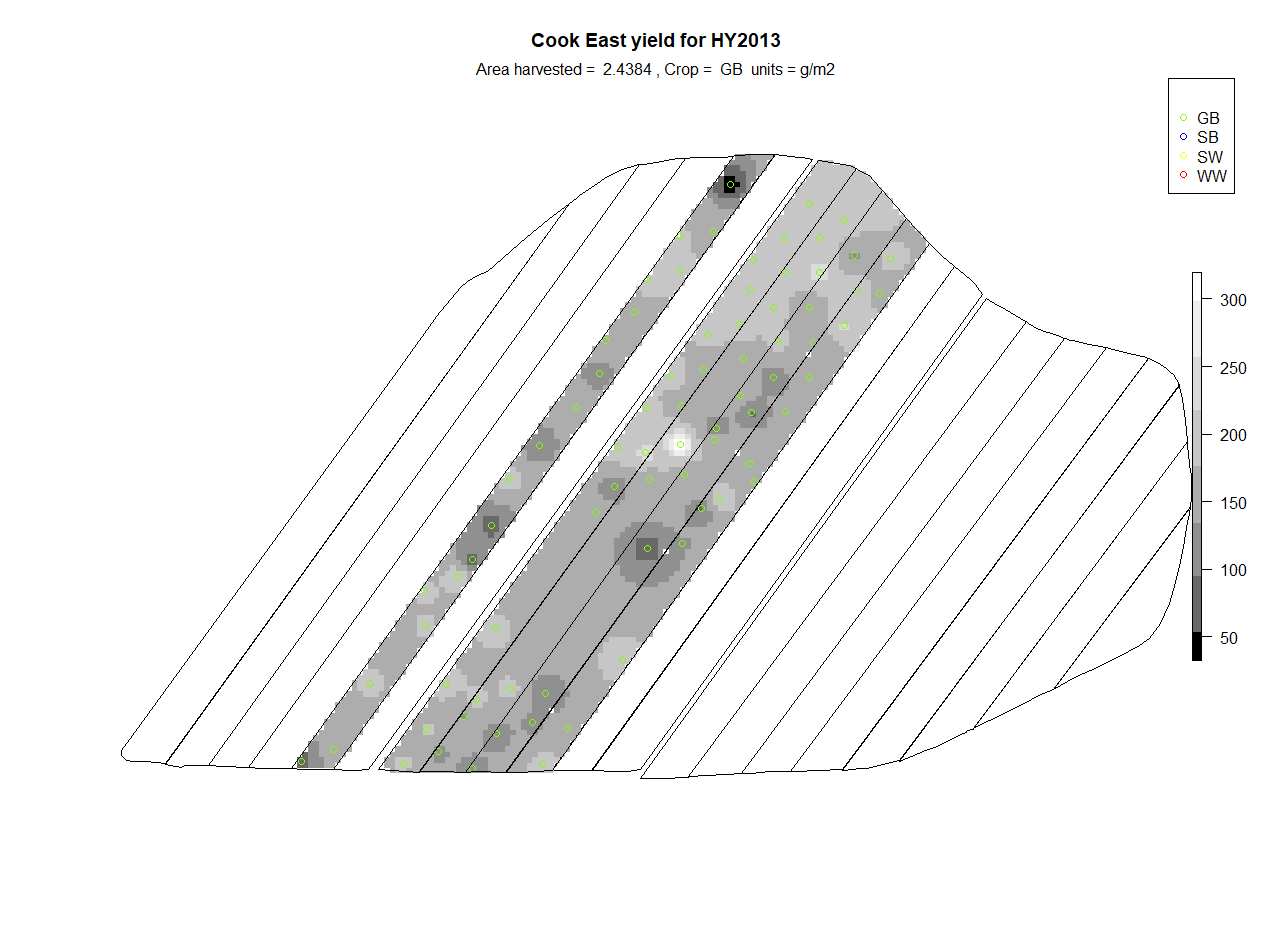 Cook East yield for HY2013
Area harvested = 2.4384 , Crop = GB units = g/m2
GB
SB
SW
WW
300
250
200
150
100
50